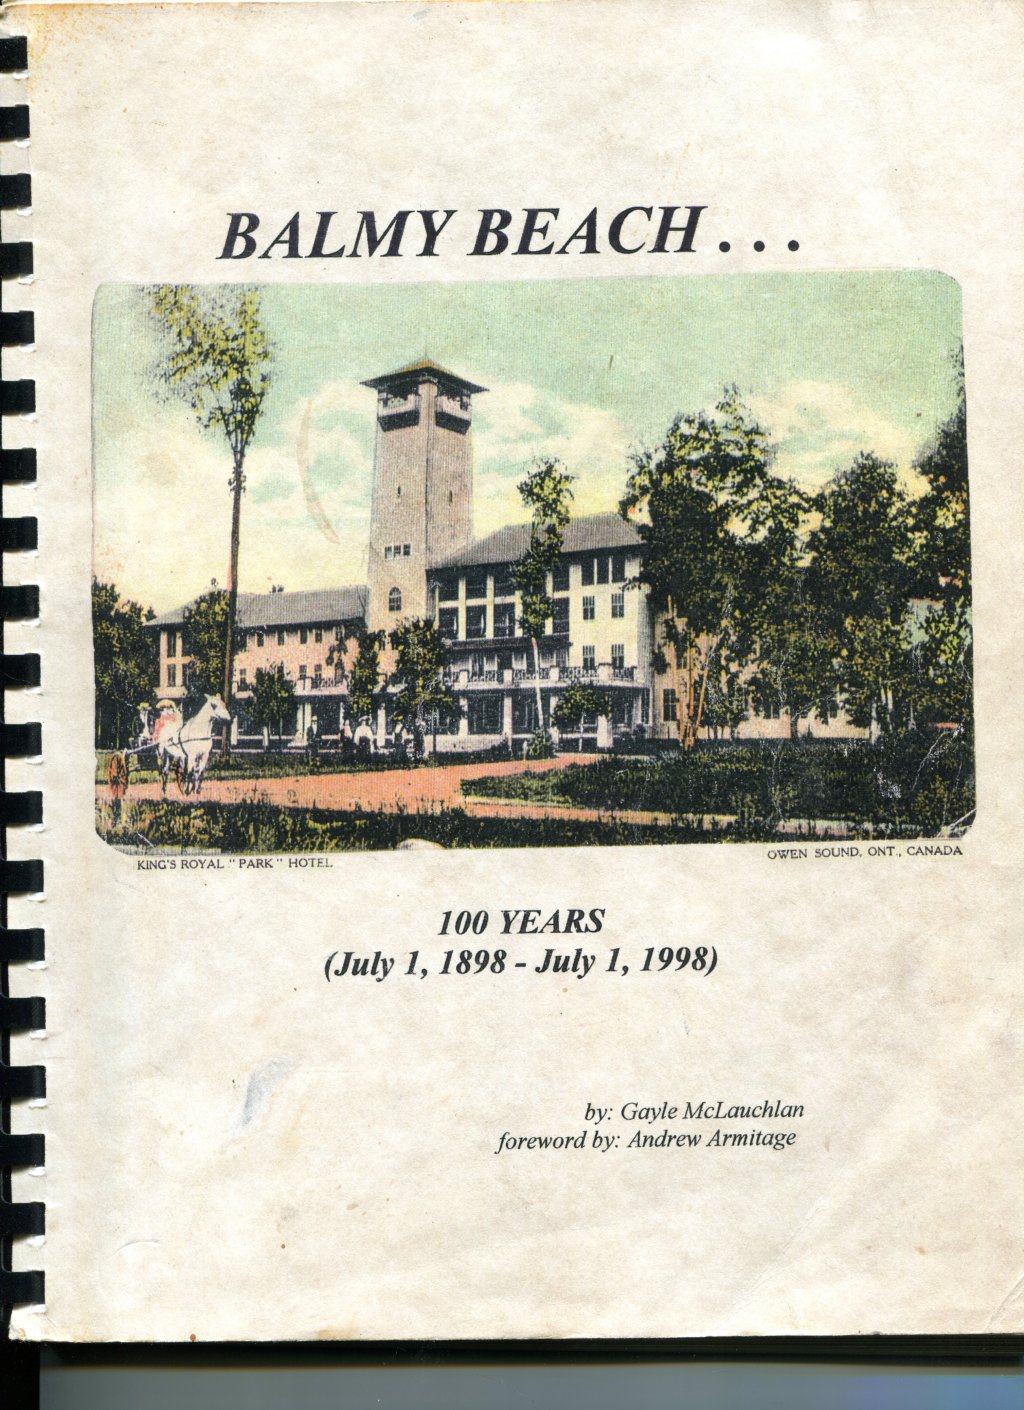 BALMY BEACH . . .
KING'S ROYAL "PARK" HOTEL.
OWEN SOUND, ONT., CANADA
100 YEARS
(July 1, 1898 - July 1, 1998)
by: Gayle McLauchlan
foreword by: Andrew Armitage